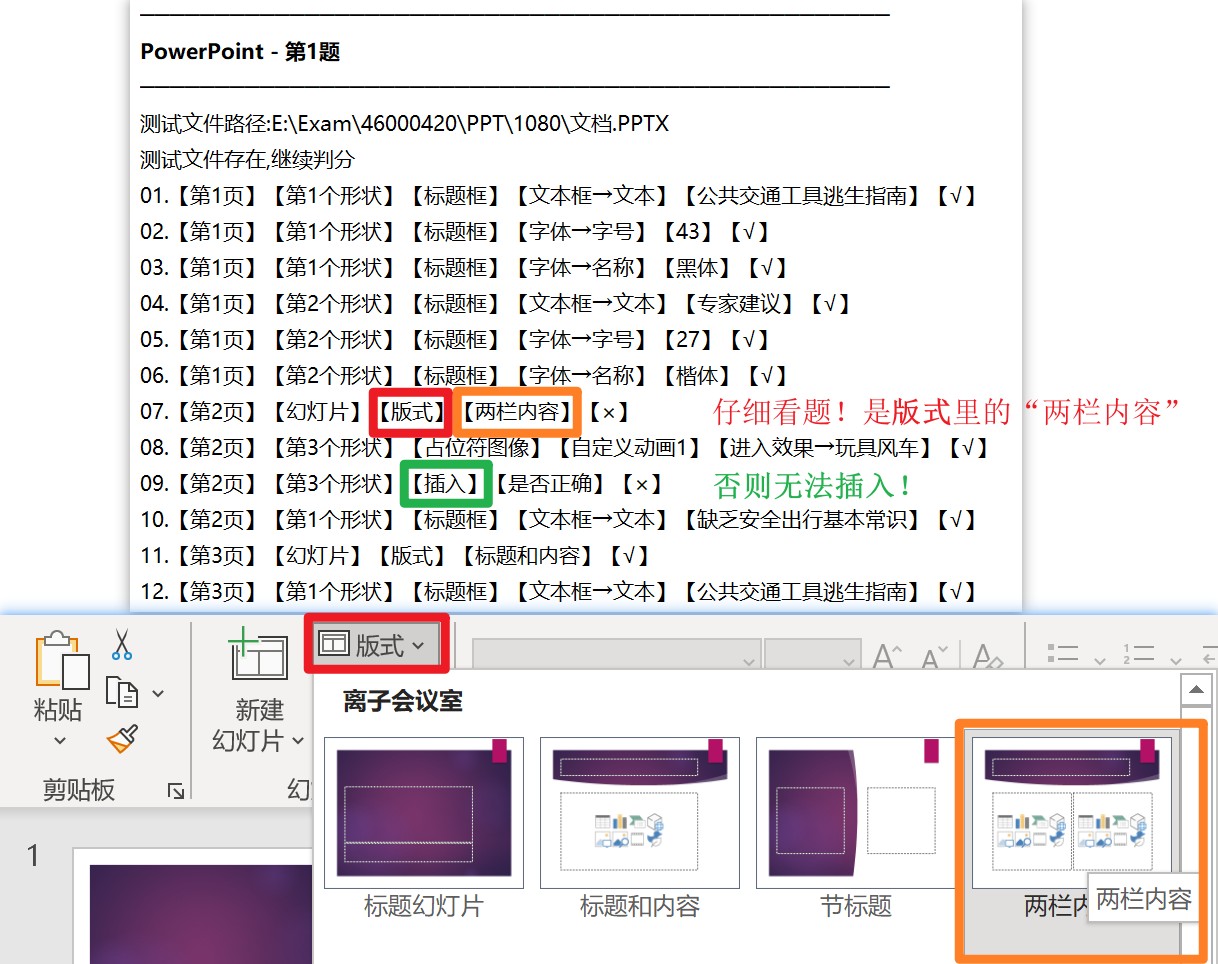 PowerPoint - 第1题
测试文件路径:E:\Exam\46000420\PPT\1080\文档.PPTX
测试文件存在,继续判分
01.【第1页】【第1个形状】【标题框】【文本框→文本】【公共交通工具逃生指南】【√】
02.【第1页】【第1个形状】【标题框】【字体→字号】【43】【√】
03.【第1页】【第1个形状】【标题框】【字体→名称】【黑体】【√】
04.【第1页】【第2个形状】【标题框】【文本框→文本】【专家建议】【√】
05.【第1页】【第2个形状】【标题框】【字体→字号】【27】【√】
06.【第1页】【第2个形状】【标题框】【字体→名称】【楷体】【√】
07.【第2页】【幻灯片】【版式】【两栏内容】【×】 仔细看题！是版式里的“两栏内容”
08.【第2页】【第3个形状】【占位符图像】【自定义动画1】【进入效果→玩具风车】【√】
09.【第2页】【第3个形状】【插入】【是否正确】【×】 否则无法插入！
10.【第2页】【第1个形状】【标题框】【文本框→文本】【缺乏安全出行基本常识】【√】
11.【第3页】【幻灯片】【版式】【标题和内容】【√】
12.【第3页】【第1个形状】【标题框】【文本框→文本】【公共交通工具逃生指南】【√】
版式
粘贴
新建
幻灯片
剪贴板
幻
离子会议室
标题幻灯片
标题和内容
节标题
两栏内
两栏内容
1